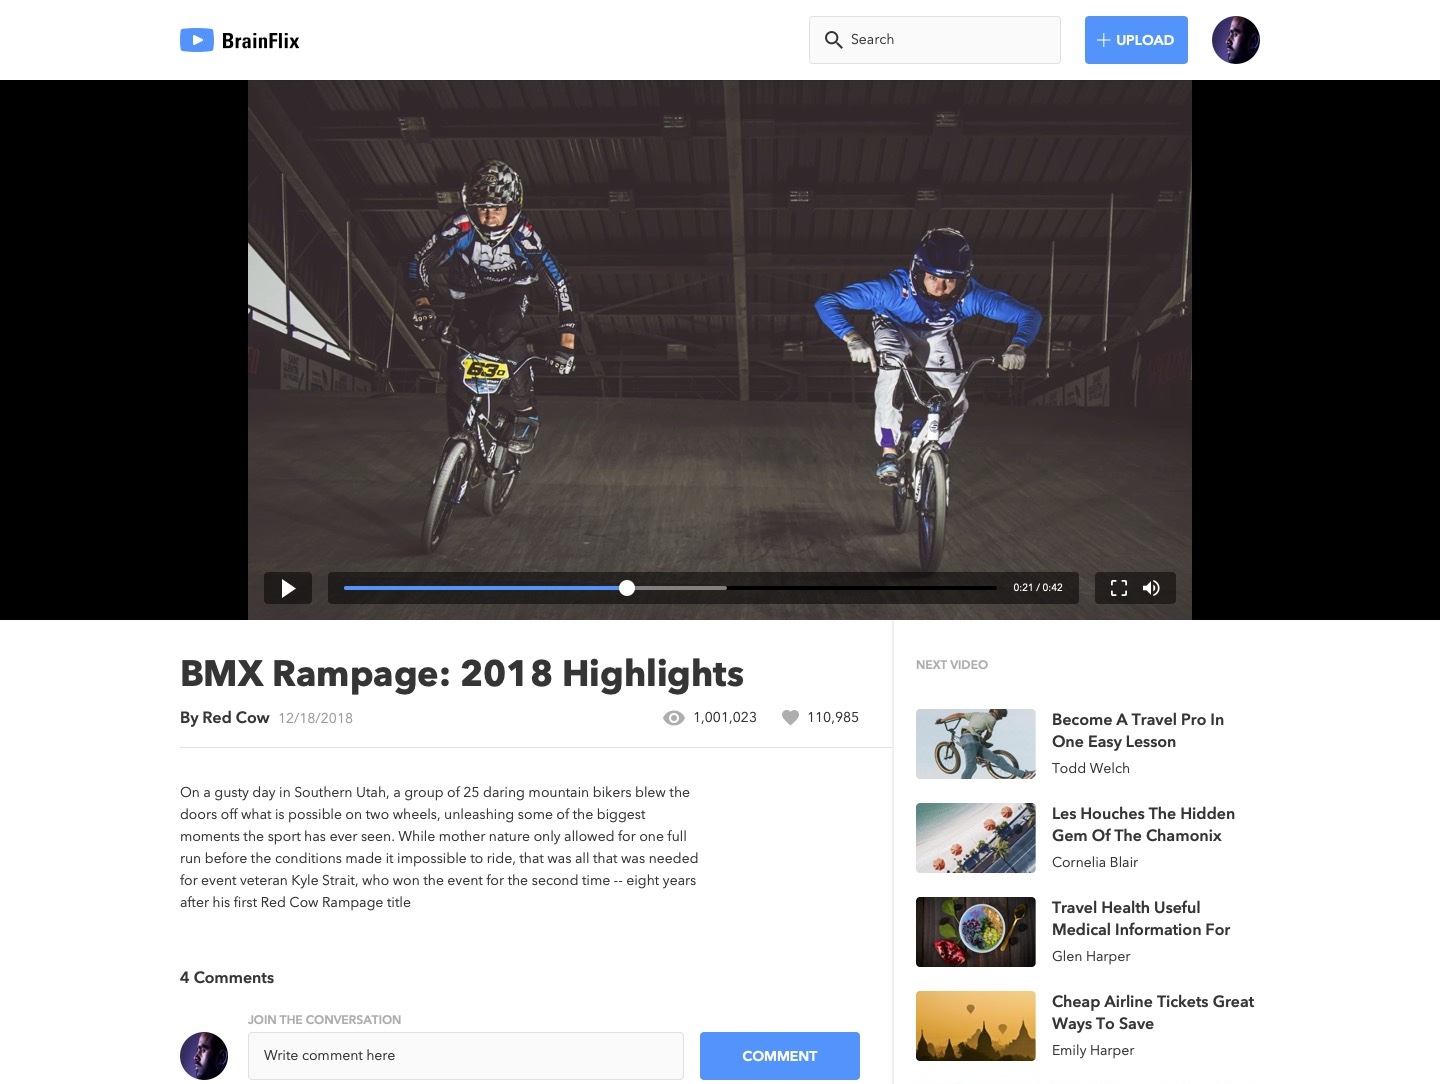 BrainFlix
Search
UPLOAD
630
0:21 / 0:42
BMX Rampage: 2018 Highlights
By Red Cow 12/18/2018
1,001,023
110,985
On a gusty day in Southern Utah, a group of 25 daring mountain bikers blew the
doors off what is possible on two wheels, unleashing some of the biggest
moments the sport has ever seen. While mother nature only allowed for one full
run before the conditions made it impossible to ride, that was all that was needed
for event veteran Kyle Strait, who won the event for the second time -- eight years
after his first Red Cow Rampage title
4 Comments
JOIN THE CONVERSATION
Write comment here
COMMENT
NEXT VIDEO
Become A Travel Pro In
One Easy Lesson
Todd Welch
Les Houches The Hidden
Gem Of The Chamonix
Cornelia Blair
Travel Health Useful
Medical Information For
Glen Harper
Cheap Airline Tickets Great
Ways To Save
Emily Harper